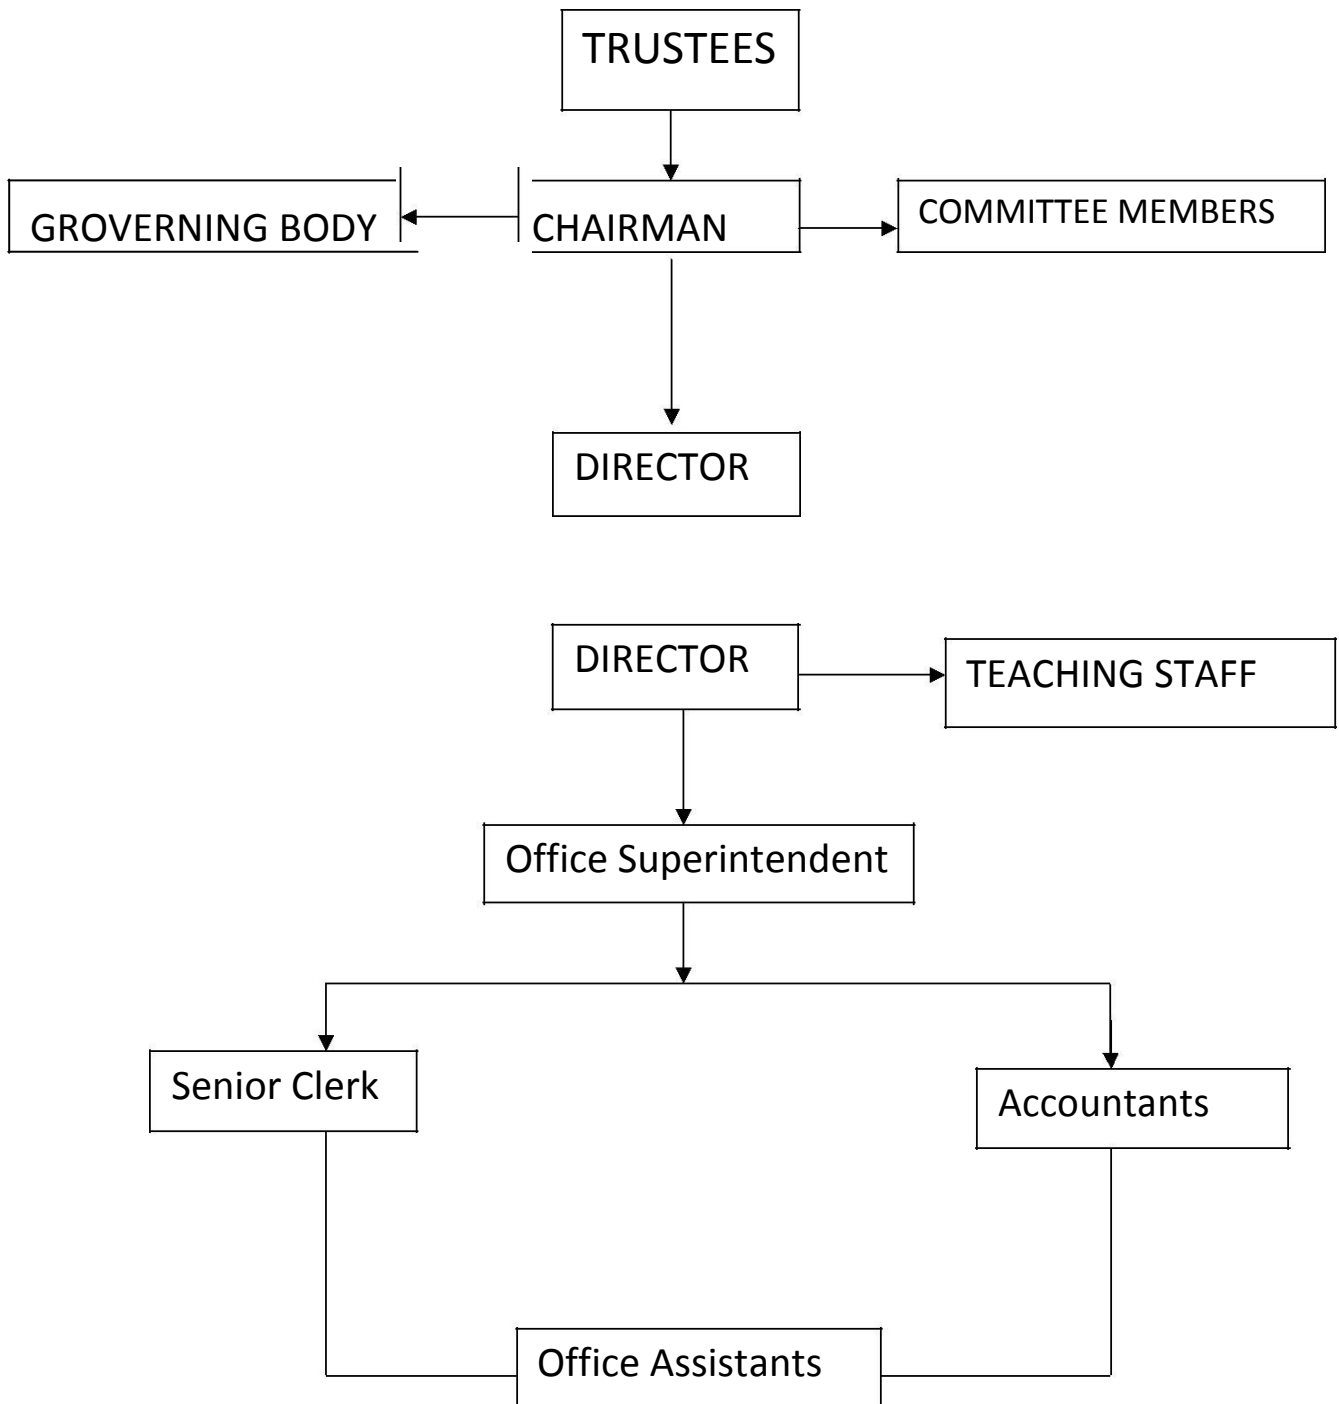 TRUSTEES
GROVERNING BODY
CHAIRMAN
COMMITTEE MEMBERS
DIRECTOR
DIRECTOR
TEACHING STAFF
Office Superintendent
Senior Clerk
Accountants
Office Assistants